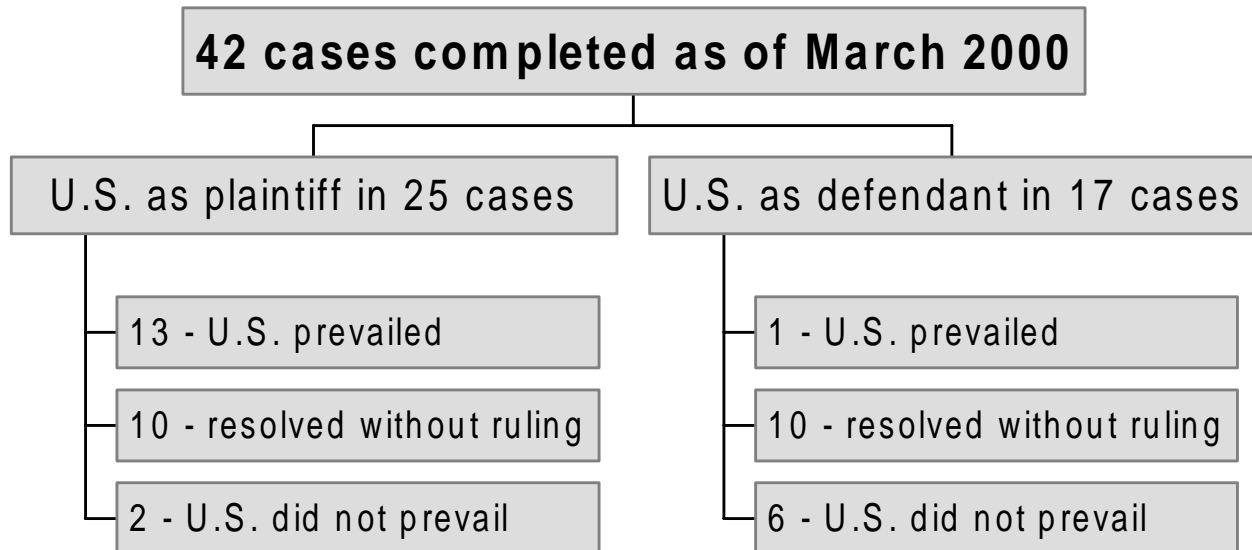 42 cases completed as of March 2000
U.S. as plaintiff in 25 cases
13 - U.S. prevailed
10 - resolved without ruling
2 - U.S. did not prevail
U.S. as defendant in 17 cases
1 - U.S. prevailed
10 - resolved without ruling
6 - U.S. did not prevail